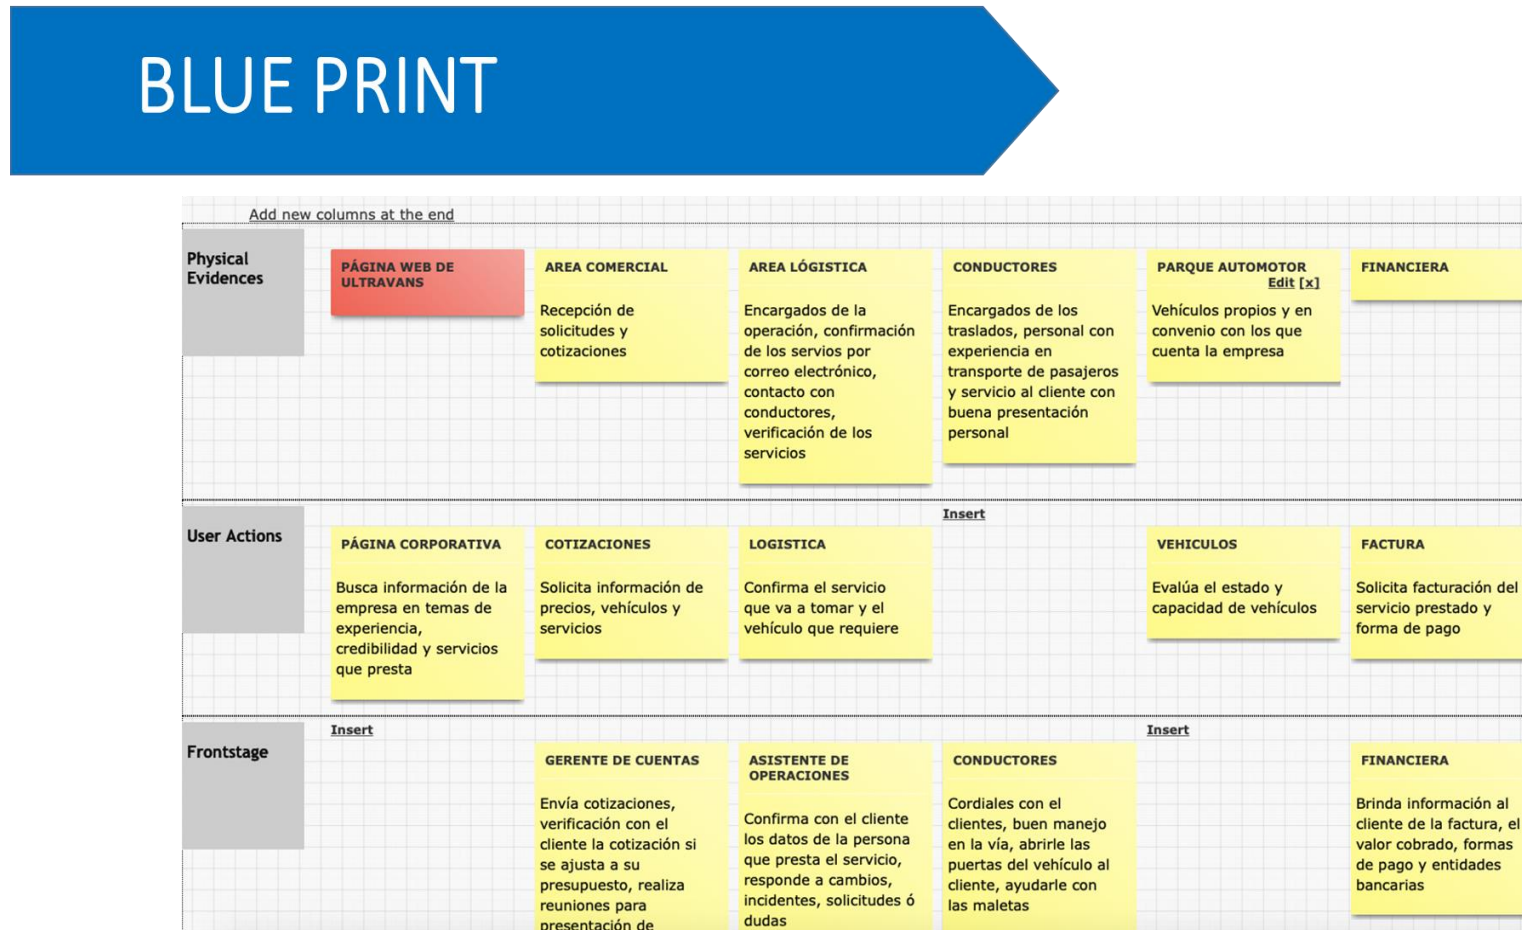 BLUE PRINT
Add new columns at the end
Physical
Evidences
PÁGINA WEB DE
ULTRAVANS
AREA COMERCIAL
Recepción de
solicitudes y
cotizaciones
AREA LÓGISTICA
Encargados de la
operación, confirmación
de los servios por
correo electrónico,
contacto con
conductores,
verificación de los
servicios
CONDUCTORES
Encargados de los
traslados, personal con
experiencia en
transporte de pasajeros
y servicio al cliente con
buena presentación
personal
PARQUE AUTOMOTOR
Edit [x]
Vehículos propios y en
convenio con los que
cuenta la empresa
FINANCIERA
User Actions
PÁGINA CORPORATIVA
Busca información de la
empresa en temas de
experiencia,
credibilidad y servicios
que presta
COTIZACIONES
Solicita información de
precios, vehículos y
servicios
LOGISTICA
Confirma el servicio
que va a tomar y el
vehículo que requiere
Insert
VEHICULOS
Evalúa el estado y
capacidad de vehículos
FACTURA
Solicita facturación del
servicio prestado y
forma de pago
Frontstage
Insert
GERENTE DE CUENTAS
Envía cotizaciones,
verificación con el
cliente la cotización si
se ajusta a su
presupuesto, realiza
reuniones para
presentación de
ASISTENTE DE
OPERACIONES
Confirma con el cliente
los datos de la persona
que presta el servicio,
responde a cambios,
incidentes, solicitudes ó
dudas
CONDUCTORES
Cordiales con el
clientes, buen manejo
en la vía, abrirle las
puertas del vehículo al
cliente, ayudarle con
las maletas
Insert
FINANCIERA
Brinda información al
cliente de la factura, el
valor cobrado, formas
de pago y entidades
bancarias